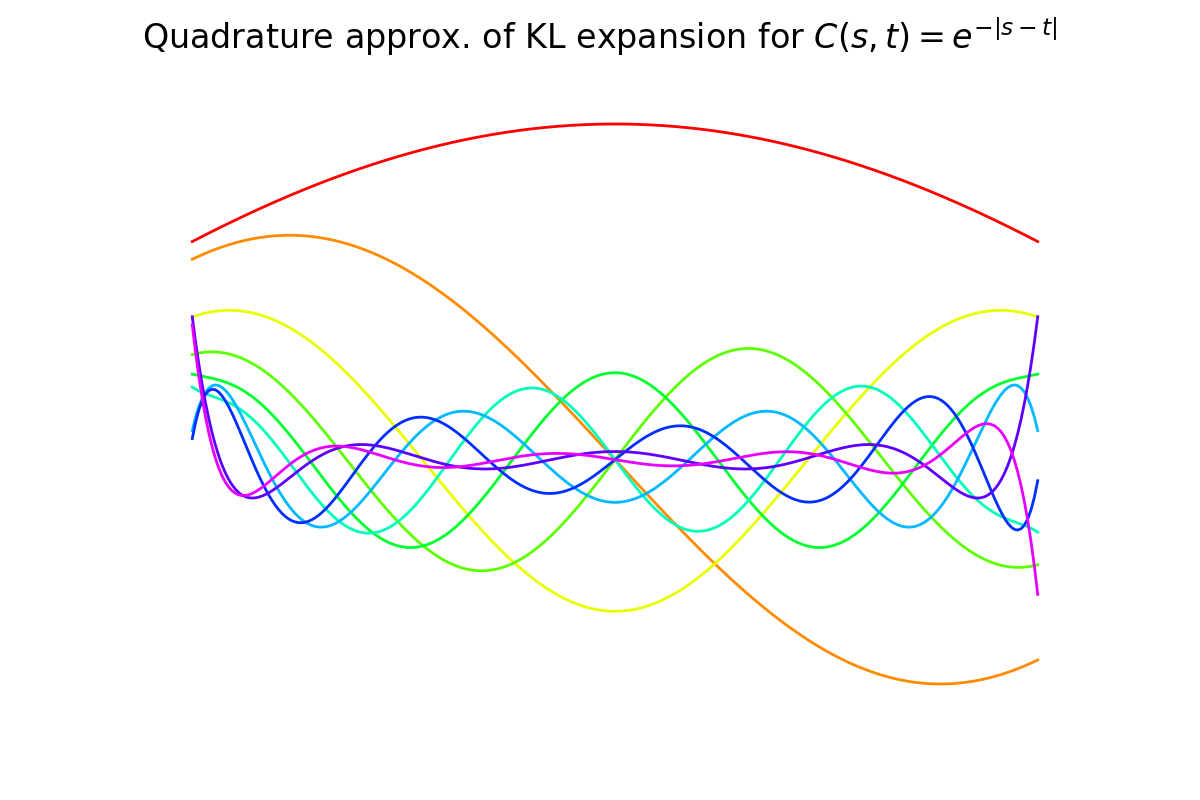 Quadrature approx. of KL expansion for $C(s, t) = e^{-|s-t|}$